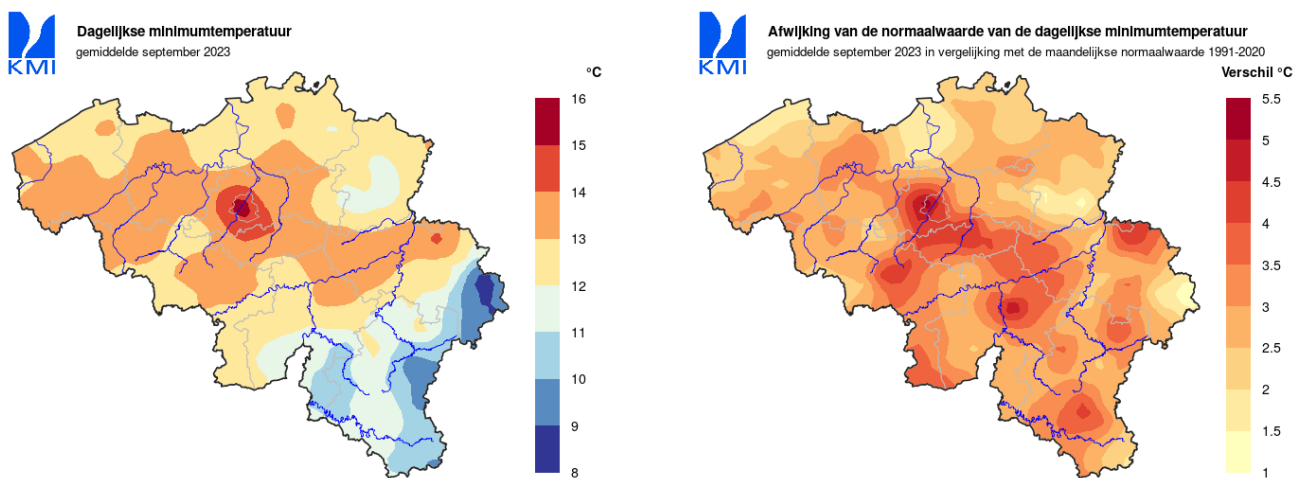 KMI
Dagelijkse minimumtemperatuur
gemiddelde september 2023
°C
16
15
14
13
12
11
10
9
8
KMI
Afwijking van de normaalwaarde van de dagelijkse minimumtemperatuur
gemiddelde september 2023 in vergelijking met de maandelijkse normaalwaarde 1991-2020
Verschil °C
5.5
5
4.5
4
3.5
3
2.5
2
1.5
1